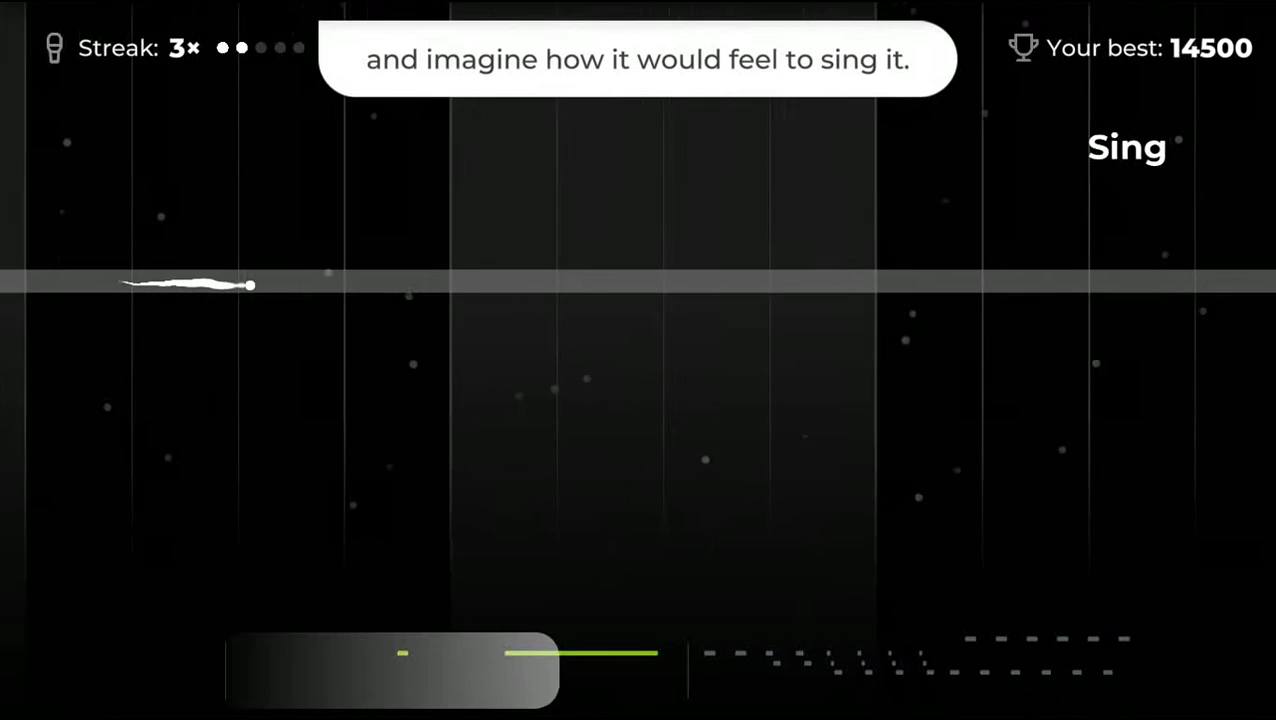 Streak: 3×
and imagine how it would feel to sing it.
Your best: 14500
Sing